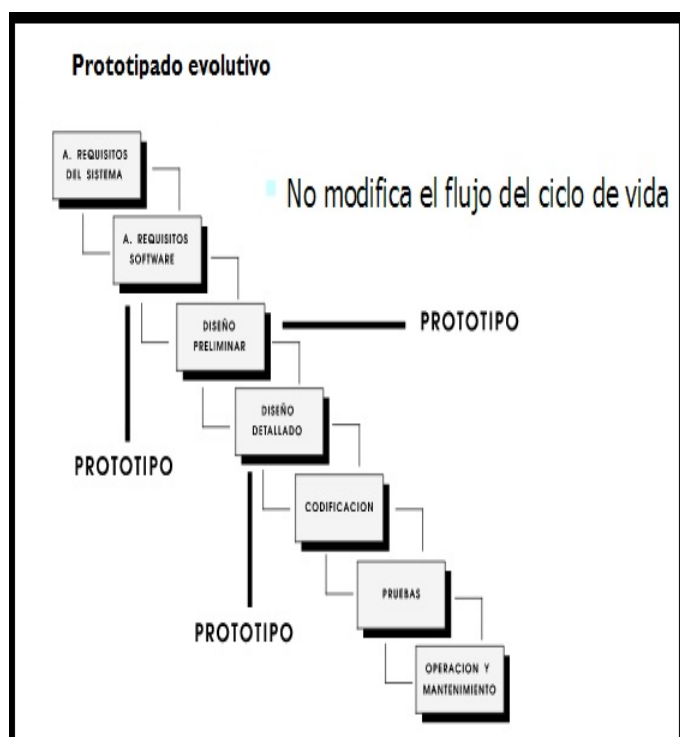 Prototipado evolutivo
A. REQUISITOS
DEL SISTEMA
No modifica el flujo del ciclo de vida
A. REQUISITOS
SOFTWARE
DISEÑO
PRELIMINAR
PROTOTIPO
DISEÑO
DETALLADO
PROTOTIPO
CODIFICACION
PRUEBAS
PROTOTIPO
OPERACION Y
MANTENIMIENTO